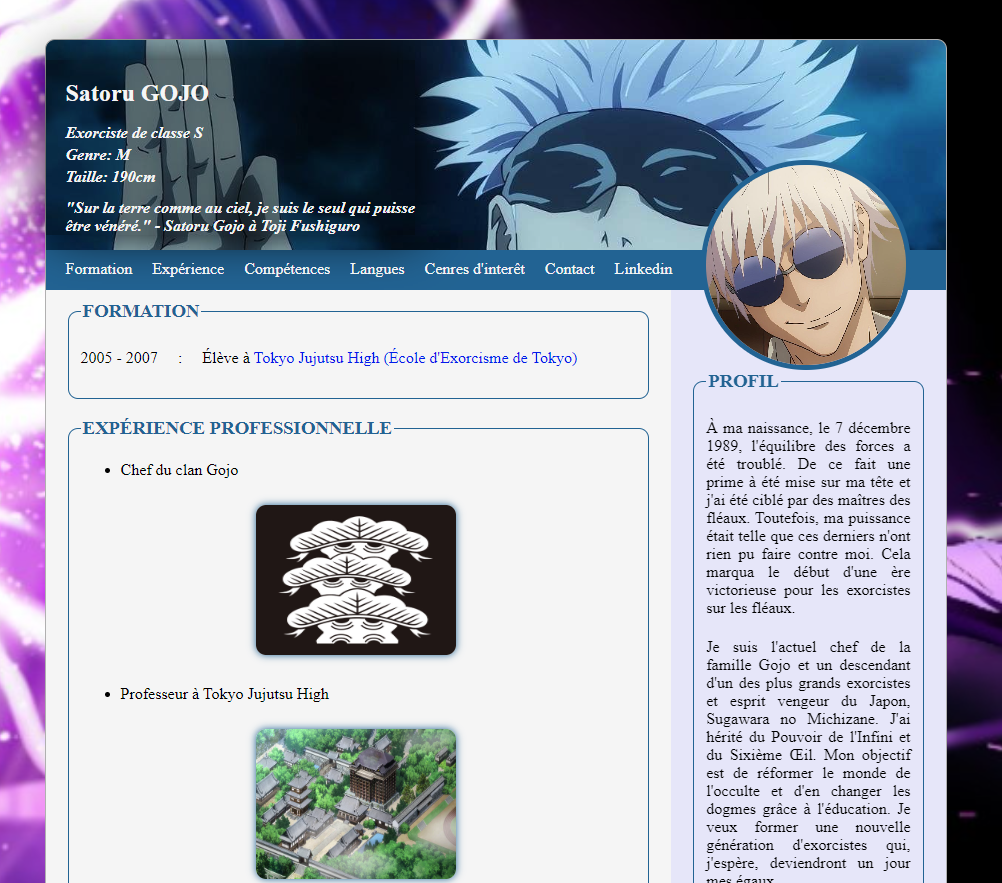 Satoru GOJO
Exorciste de classe S
Genre: M
Taille: 190cm
"Sur la terre comme au ciel, je suis le seul qui puisse
être vénéré." - Satoru Gojo à Toji Fushiguro
Formation Expérience Compétences Langues Cenres d'interêt Contact Linkedin
FORMATION
2005 - 2007 : Élève à Tokyo Jujutsu High (École d'Exorcisme de Tokyo)
EXPÉRIENCE PROFESSIONNELLE
Chef du clan Gojo
Professeur à Tokyo Jujutsu High
PROFIL
À ma naissance, le 7 décembre
1989, l'équilibre des forces a
été troublé. De ce fait une
prime à été mise sur ma tête et
j'ai été ciblé par des maîtres des
fléaux. Toutefois, ma puissance
était telle que ces derniers n'ont
rien pu faire contre moi. Cela
marqua le début d'une ère
victorieuse pour les exorcistes
sur les fléaux.
Je suis l'actuel chef de la
famille Gojo et un descendant
d'un des plus grands exorcistes
et esprit vengeur du Japon,
Sugawara no Michizane. J'ai
hérité du Pouvoir de l'Infini et
du Sixième Œil. Mon objectif
est de réformer le monde de
l'occulte et d'en changer les
dogmes grâce à l'éducation. Je
veux former une nouvelle
génération d'exorcistes qui,
j'espère, deviendront un jour
mes égaux